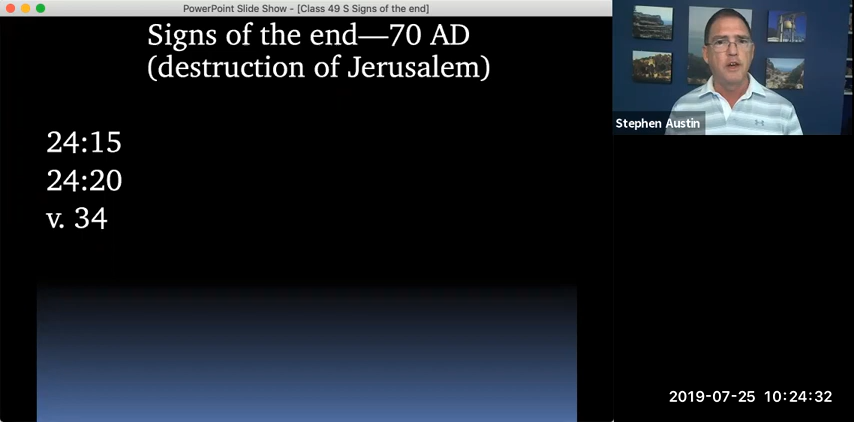 PowerPoint Slide Show - [Class 49 S Signs of the end]
Signs of the end—70 AD
(destruction of Jerusalem)
24:15
24:20
v. 34
Stephen Austin
2019-07-25 10:24:32